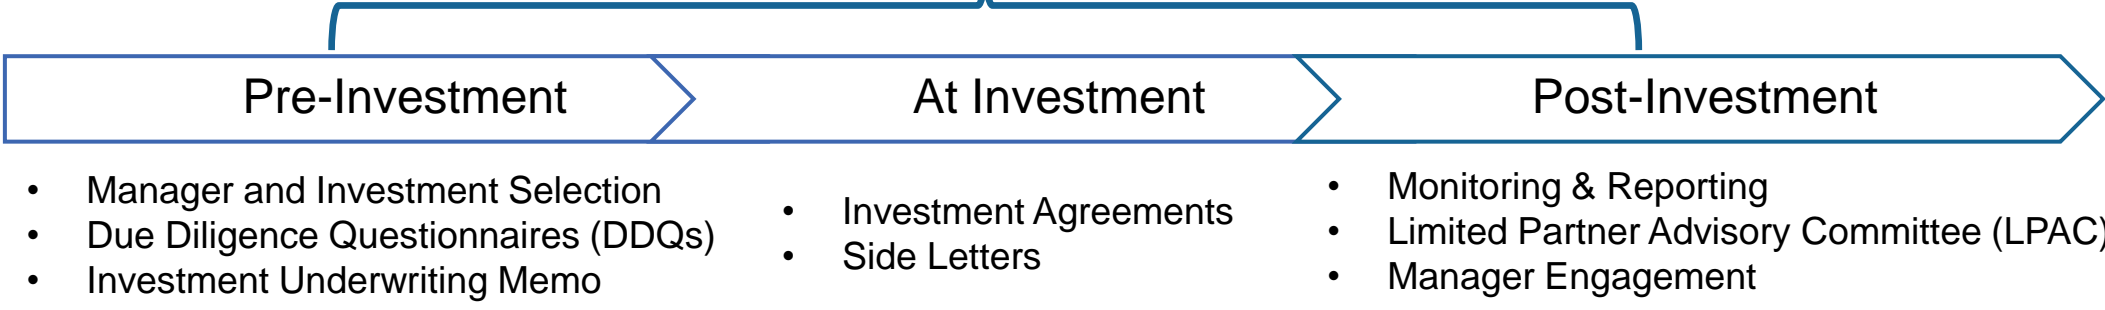 Pre-Investment
At Investment
Post-Investment
• Manager and Investment Selection
• Due Diligence Questionnaires (DDQs)
• Investment Underwriting Memo
• Investment Agreements
• Side Letters
• Monitoring & Reporting
• Limited Partner Advisory Committee (LPAC)
• Manager Engagement